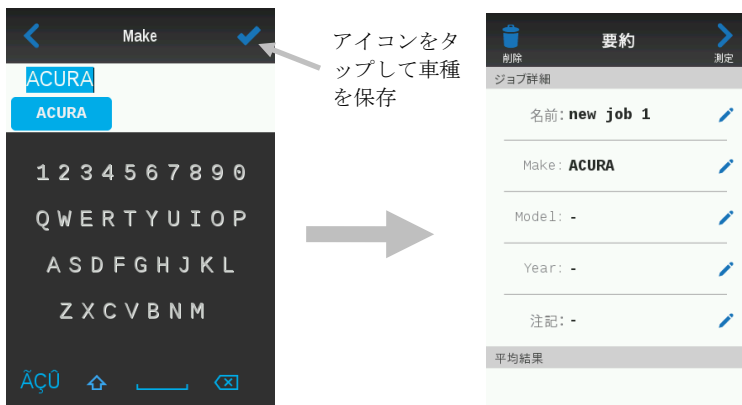 Make
ACURA
ACURA
1 2 3 4 5 6 7 8 9 0
Q W E R T Y U I O P
A S D F G H J K L
Z X C V B N M
ÃÇÛ
アイコンをタ
ップして車種
を保存
要約
削除
測定
ジョブ詳細
名前: new job 1
Make: ACURA
Model: -
Year: -
注記: -
平均結果